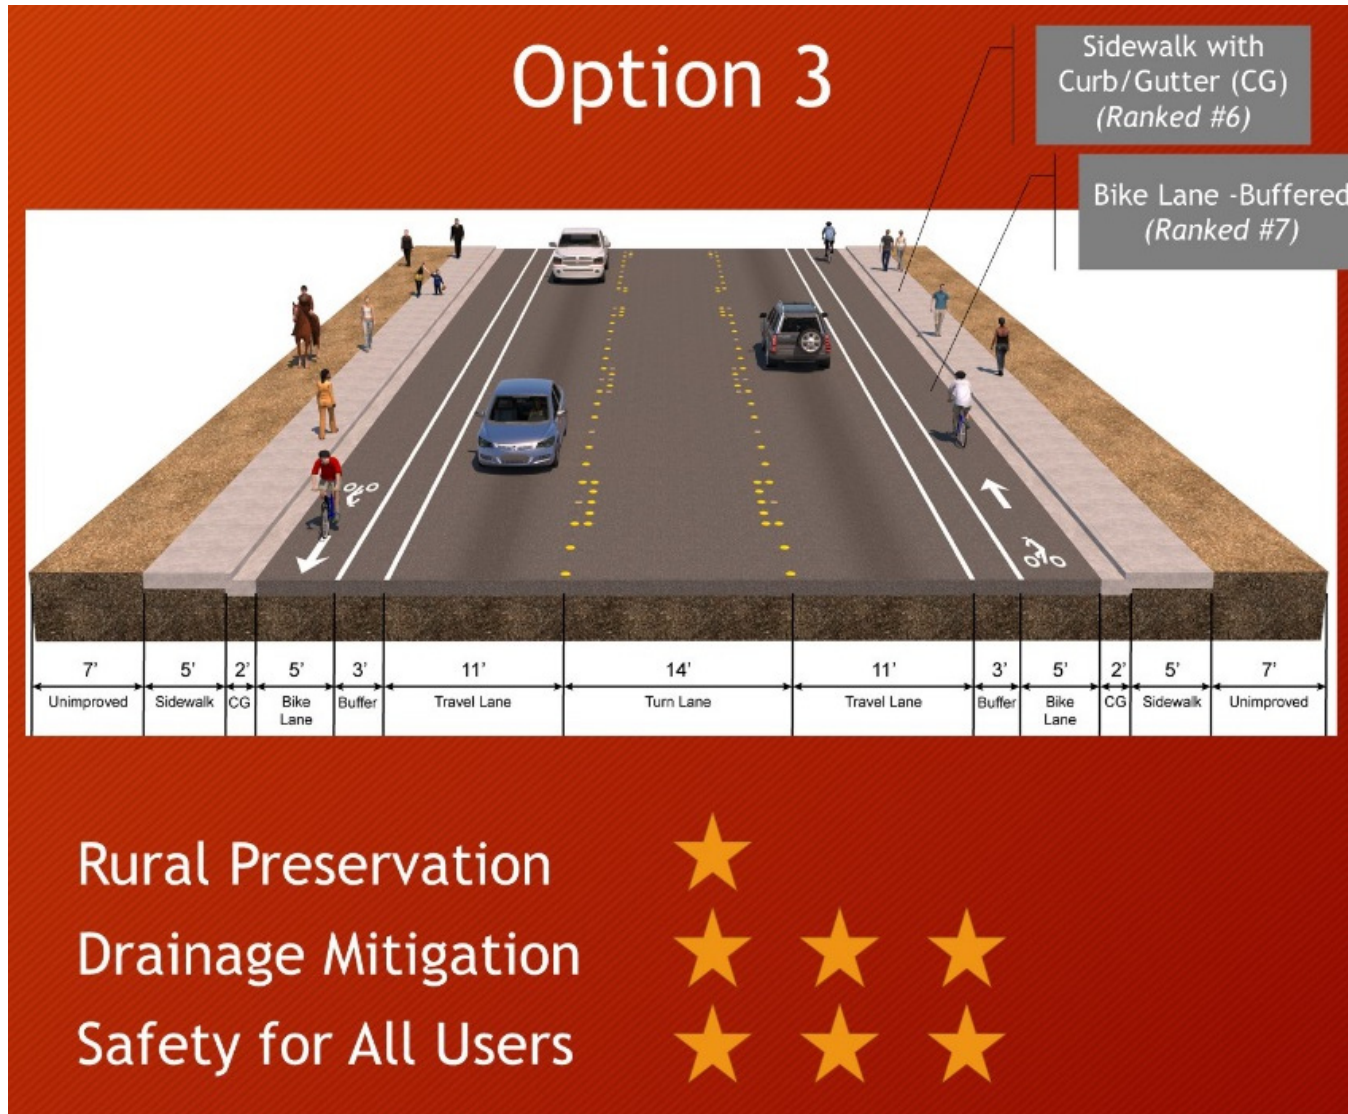 Option 3
Sidewalk with
Curb/Gutter (CG)
(Ranked #6)
Bike Lane -Buffered
(Ranked #7)
7' 5' 2' 5' 3' 11' 14' 11' 3' 5' 2' 5' 7'
Unimproved Sidewalk CG Bike Buffer Travel Lane Turn Lane Travel Lane Buffer Bike CG Sidewalk Unimproved
Lane Lane
Rural Preservation
Drainage Mitigation
Safety for All Users